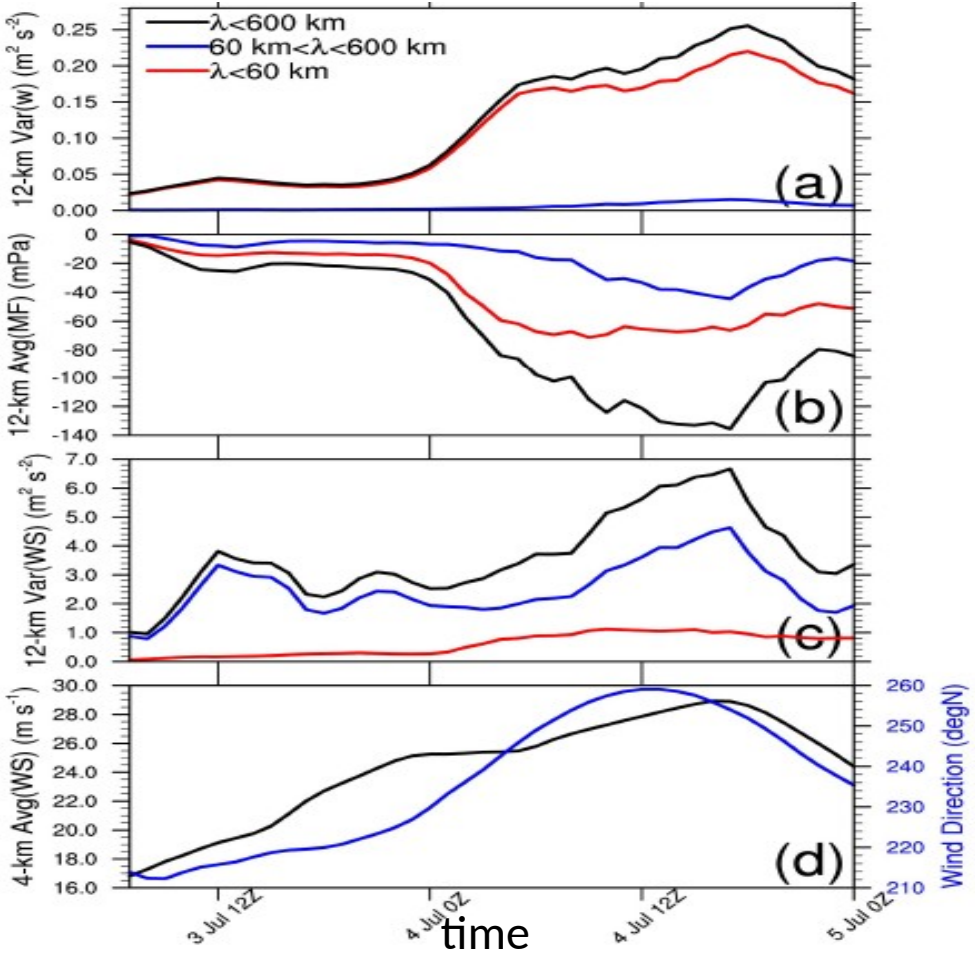 12-km Var(w) (m² s⁻²)
0.25
0.20
0.15
0.10
0.05
0.00
λ<600 km
60 km<λ<600 km
λ<60 km
(a)
12-km Avg(MF) (mPa)
0
-20
-40
-60
-80
-100
-120
-140
(b)
12-km Var(WS) (m² s⁻²)
7.0
6.0
5.0
4.0
3.0
2.0
1.0
0.0
(c)
4-km Avg(WS) (m s⁻¹)
30.0
28.0
26.0
24.0
22.0
20.0
18.0
16.0
(d)
260
250
240
230
220
210
Wind Direction (degN)
3 Jul 12Z
4 Jul 0Z
4 Jul 12Z
5 Jul 0Z
time